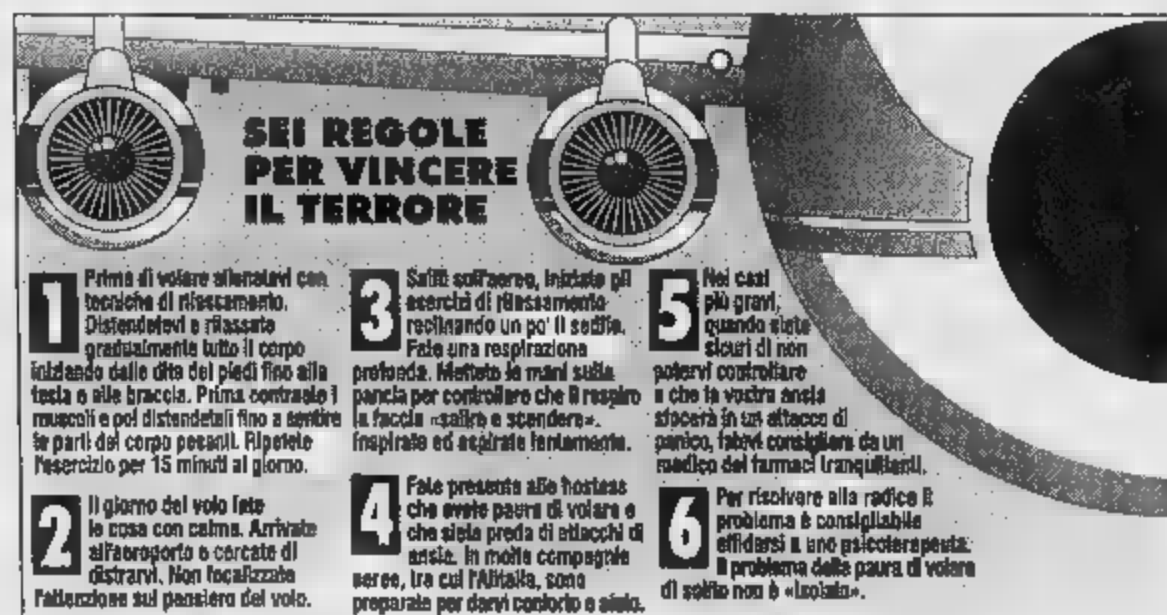 SEI REGOLE
PER VINCERE
IL TERRORE
1
Prima di volare allenatevi con
tecniche di rilassamento.
Distendetevi e rilassate
gradualmente tutto il corpo
iniziando dalle dita dei piedi fino alla
testa e alle braccia. Prima contraete i
muscoli e poi distendeteli fino a sentire
le parti del corpo pesanti. Ripetete
l'esercizio per 15 minuti al giorno.
2
Il giorno del volo fate
le cose con calma. Arrivate
all'aeroporto e cercate di
distrarvi. Non focalizzate
l'attenzione sul pensiero del volo.
3
Saliti sull'aereo, iniziate gli
esercizi di rilassamento
reclinando un po' il sedile.
Fate una respirazione
profonda. Mettete le mani sulla
pancia per controllare che il respiro
la faccia «salire e scendere».
Inspirate ed espirate lentamente.
4
Fate presente alle hostess
che avete paura di volare e
che siete preda di attacchi di
ansia. In molte compagnie
aeree, tra cui l'Alitalia, sono
preparate per darvi conforto e aiuto.
5
Nei casi
più gravi,
quando siete
sicuri di non
potervi controllare
e che la vostra ansia
sfocerà in un attacco di
panico, fatevi consigliare da un
medico dei farmaci tranquillanti.
6
Per risolvere alla radice il
problema è consigliabile
affidarsi a uno psicoterapeuta.
Il problema della paura di volare
di solito non è «isolato».